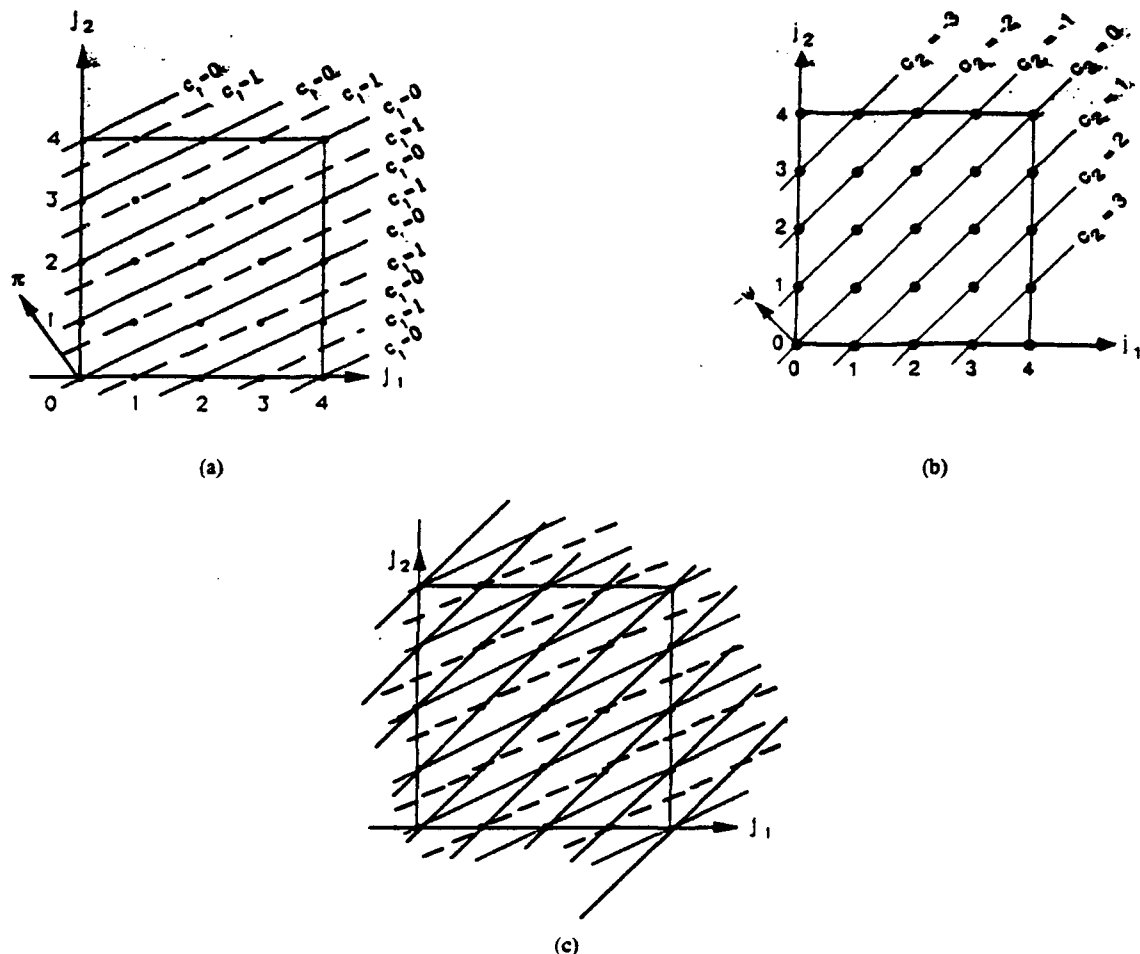 j2
c1=0 c1=1 c1=0 c1=1 c1=0
c1=1
c1=0
c1=1
c1=0
c1=1
c1=0
c1=1
c1=0
4
3
2
1
π
0 1 2 3 4 j1
(a)
j2
c2=-3 c2=-2 c2=-1 c2=0
c2=1
c2=2
c2=3
4
3
2
1
0
0 1 2 3 4 j1
(b)
j2
j1
(c)